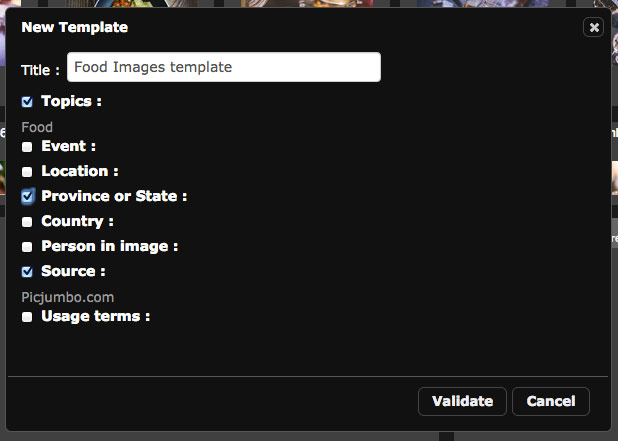 New Template
Title : Food Images template
Topics :
Food
Event :
Location :
Province or State :
Country :
Person in image :
Source :
Picjumbo.com
Usage terms :
Validate Cancel